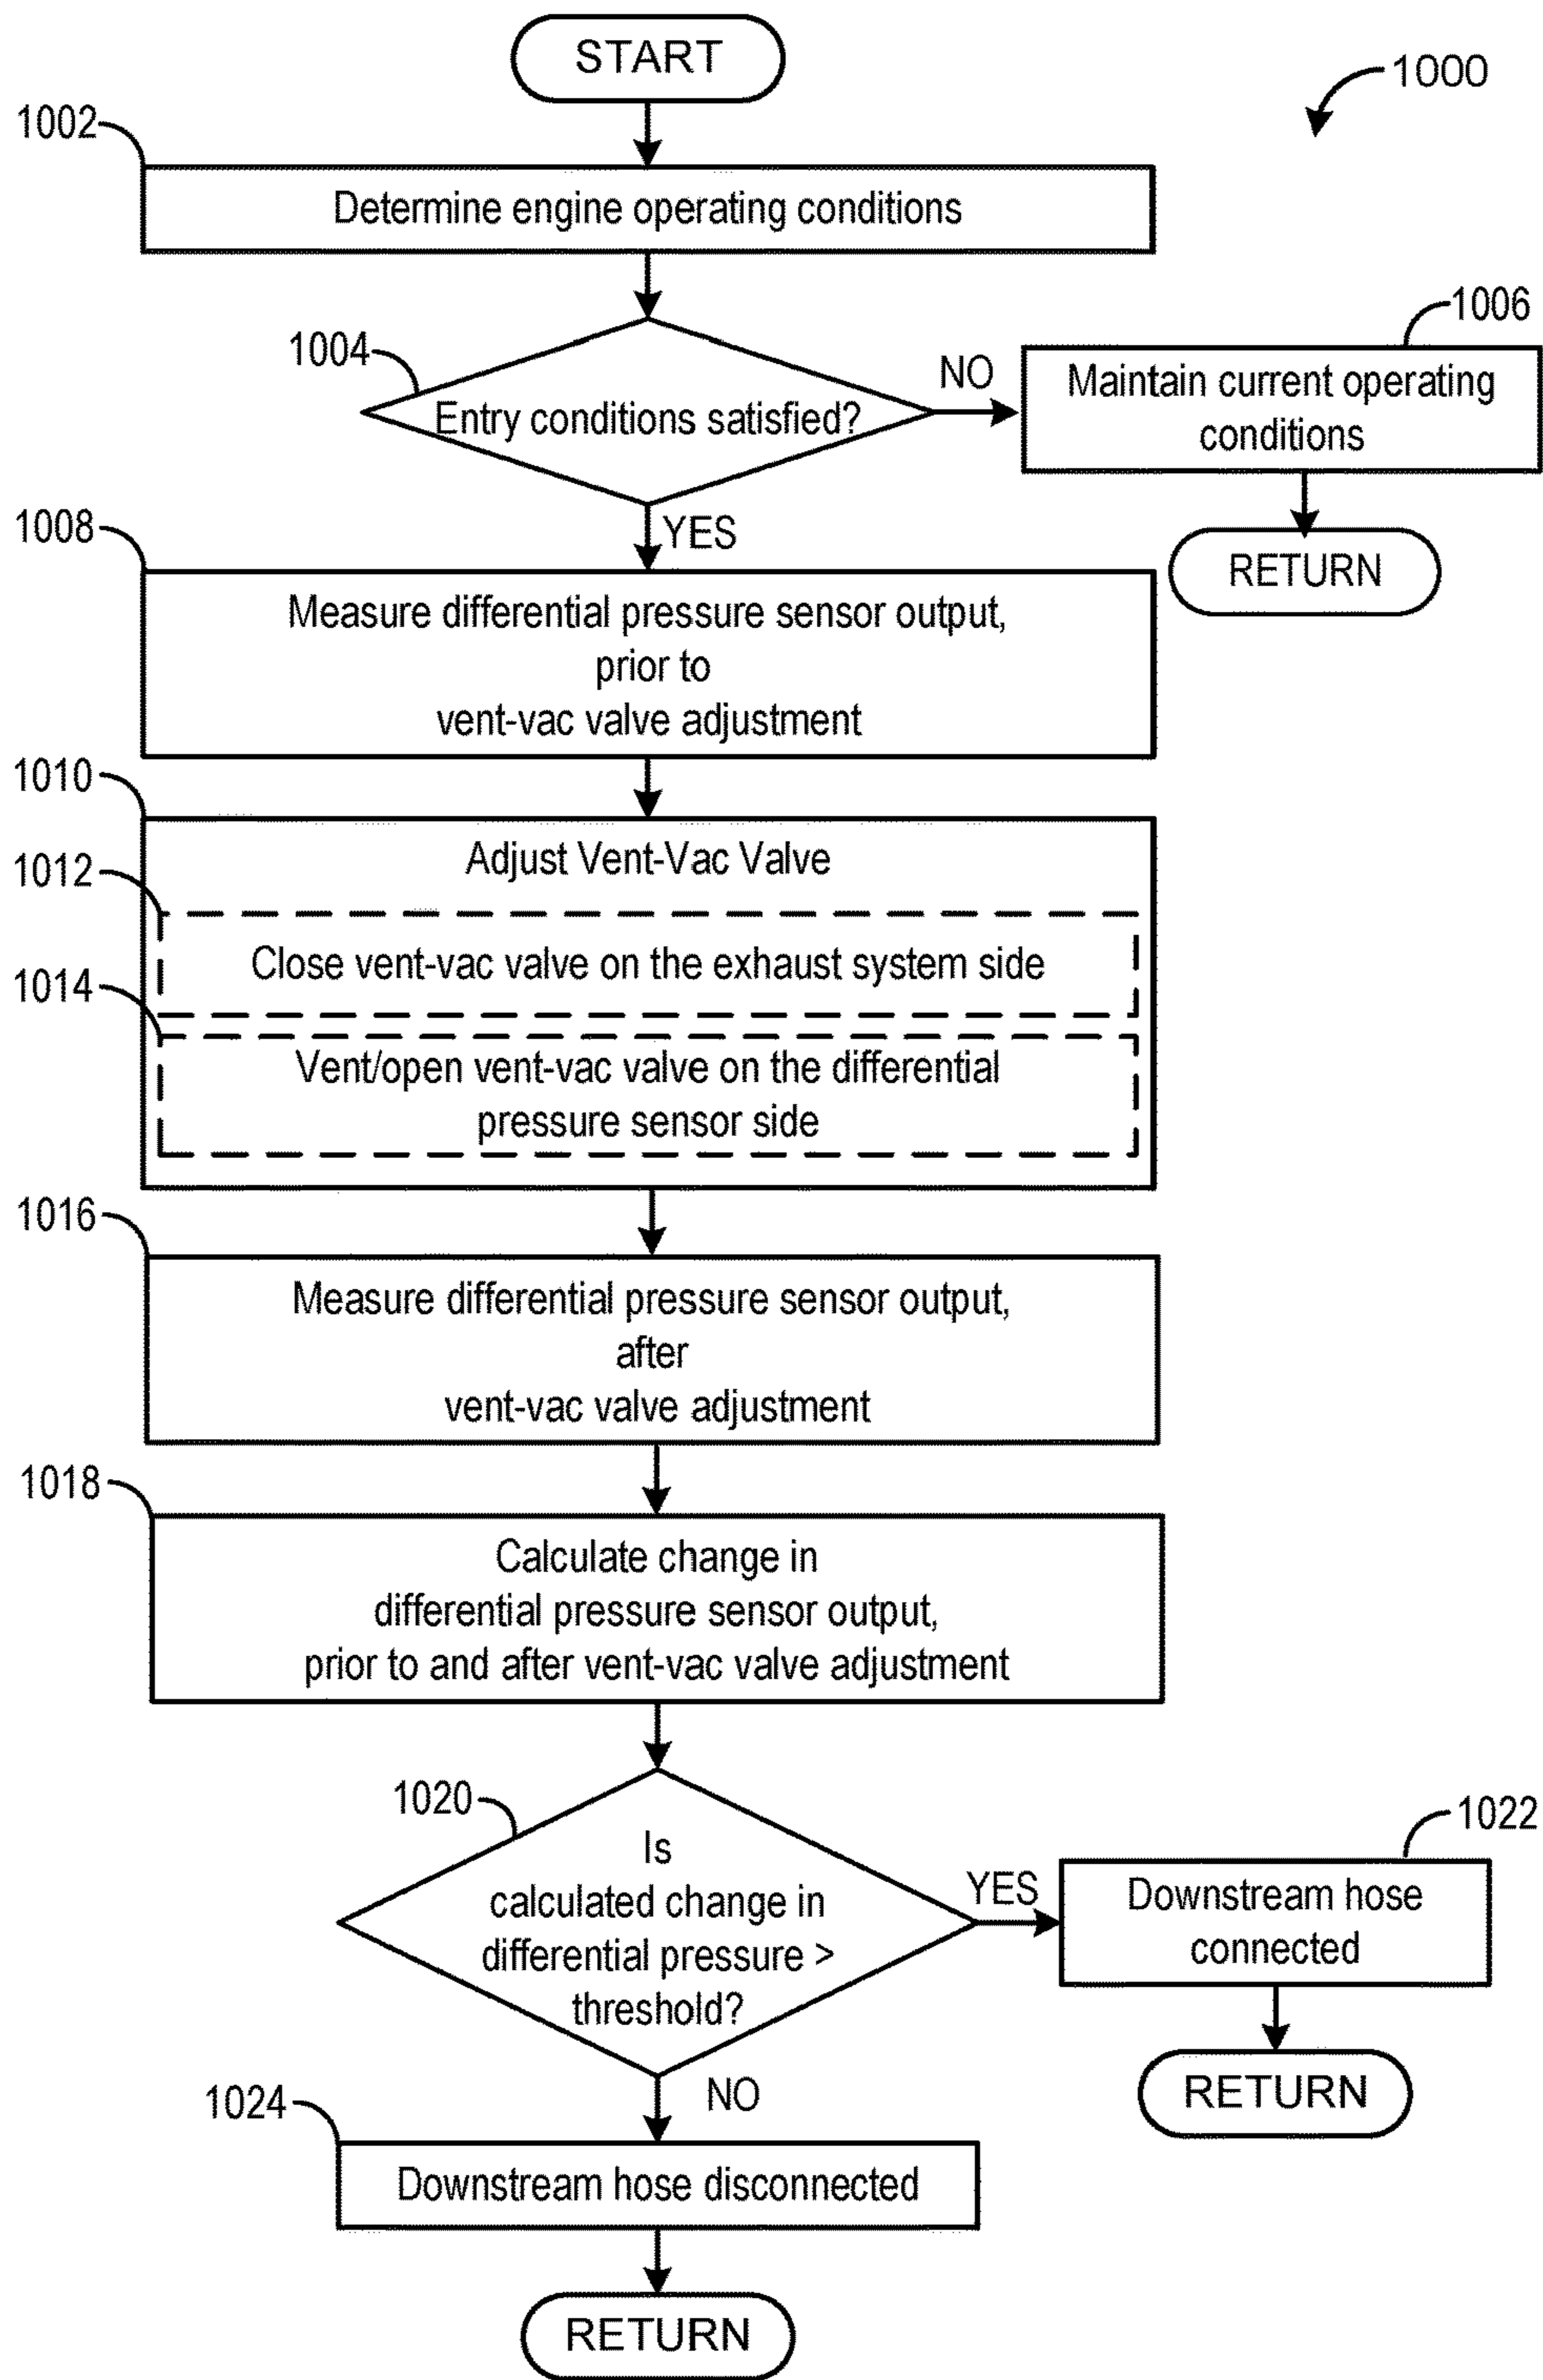 START
1000
1002
Determine engine operating conditions
1004
Entry conditions satisfied?
NO
1006
Maintain current operating
conditions
RETURN
YES
1008
Measure differential pressure sensor output,
prior to
vent-vac valve adjustment
1010
Adjust Vent-Vac Valve
1012
Close vent-vac valve on the exhaust system side
1014
Vent/open vent-vac valve on the differential
pressure sensor side
1016
Measure differential pressure sensor output,
after
vent-vac valve adjustment
1018
Calculate change in
differential pressure sensor output,
prior to and after vent-vac valve adjustment
1020
Is
calculated change in
differential pressure >
threshold?
YES
1022
Downstream hose
connected
RETURN
NO
1024
Downstream hose disconnected
RETURN